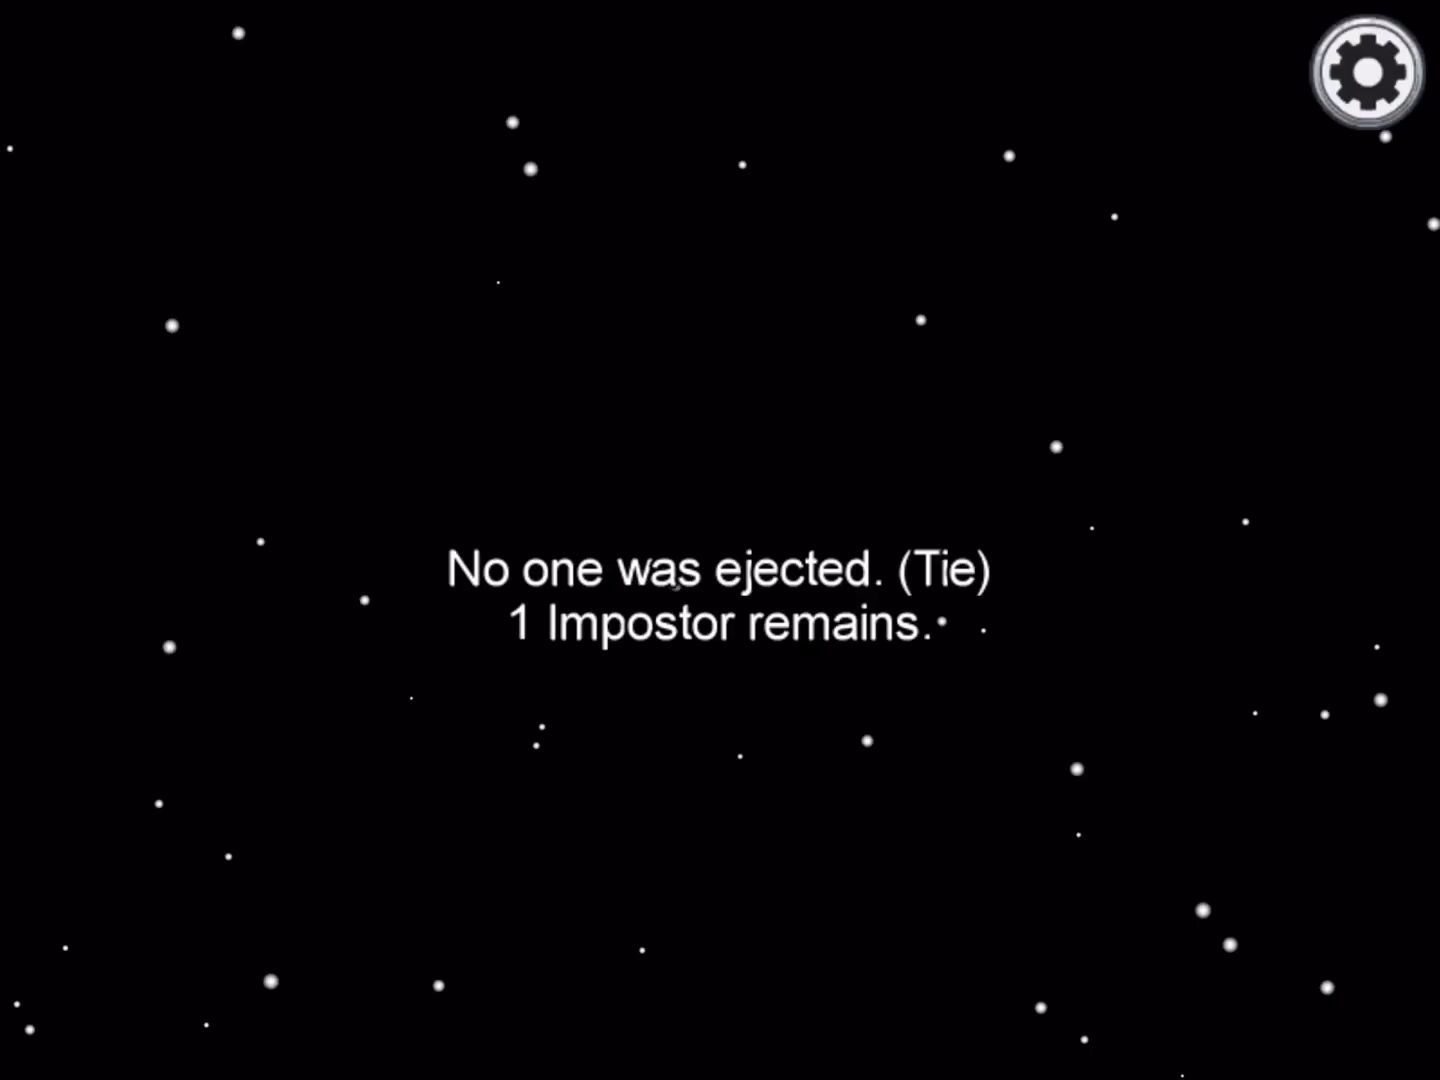 No one was ejected. (Tie)
1 Impostor remains.